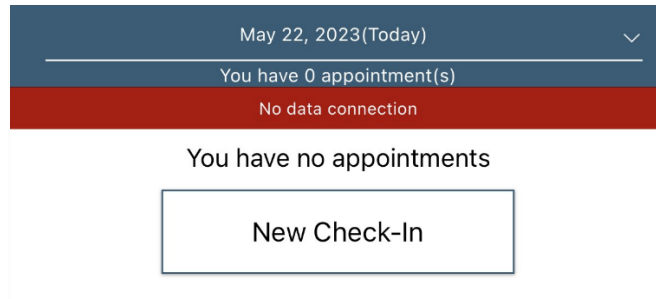 May 22, 2023(Today)
You have 0 appointment(s)
No data connection
You have no appointments
New Check-In